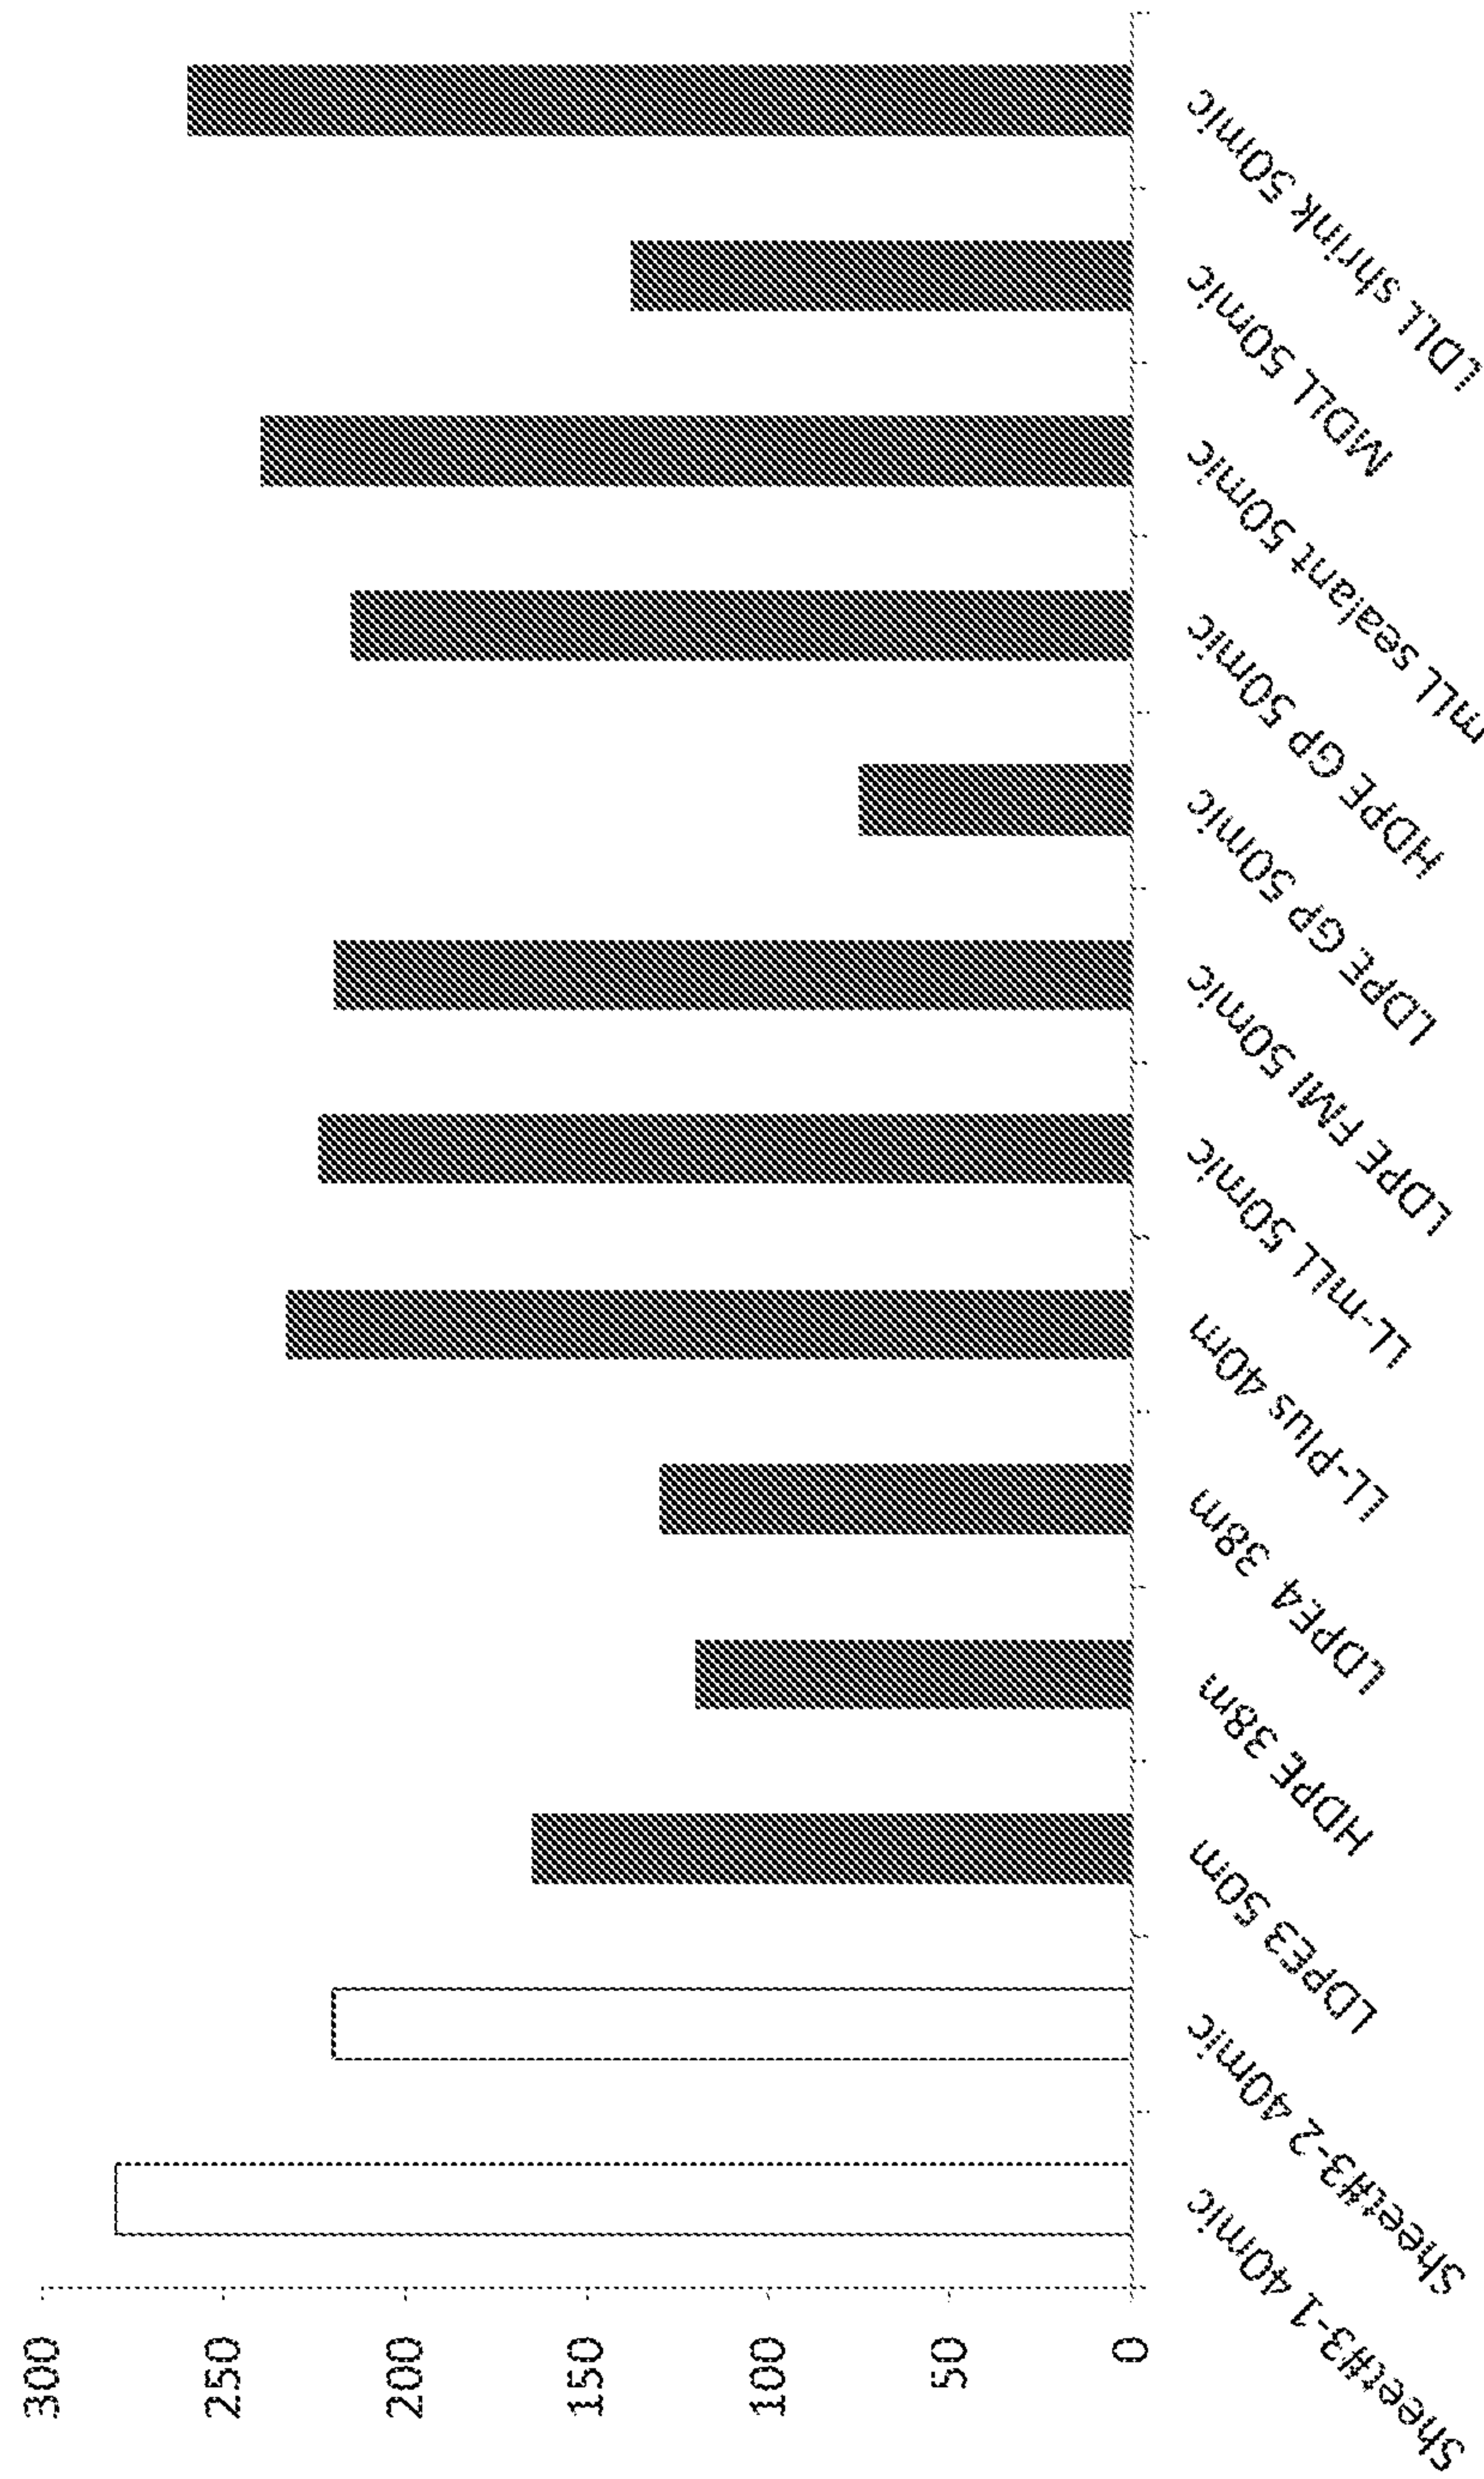 300
250
200
150
100
50
0
Sheet#3-1 40mic
Sheet#3-2 40mic
LDPE3 50m
HDPE 38m
LDPE4 38m
LL-plus 40m
LL-mLL 50mic
LDPE FMI 50mic
LDPE GP 50mic
HDPE GP 50mic
mLL sealant 50mic
MDLL 50mic
LDLL shrink 50mic